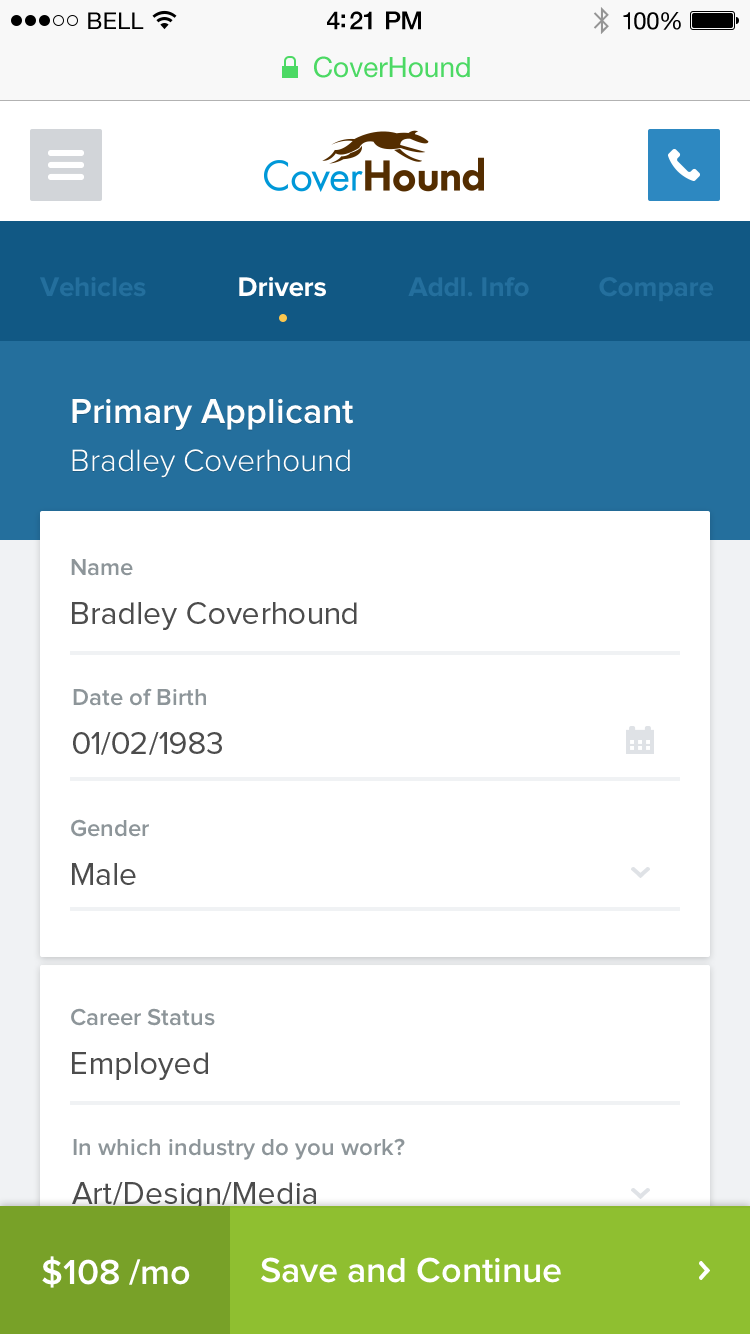 BELL 4:21 PM 100%
CoverHound
CoverHound
Vehicles Drivers Addl. Info Compare
Primary Applicant
Bradley Coverhound
Name
Bradley Coverhound
Date of Birth
01/02/1983
Gender
Male
Career Status
Employed
In which industry do you work?
Art/Design/Media
$108 /mo Save and Continue